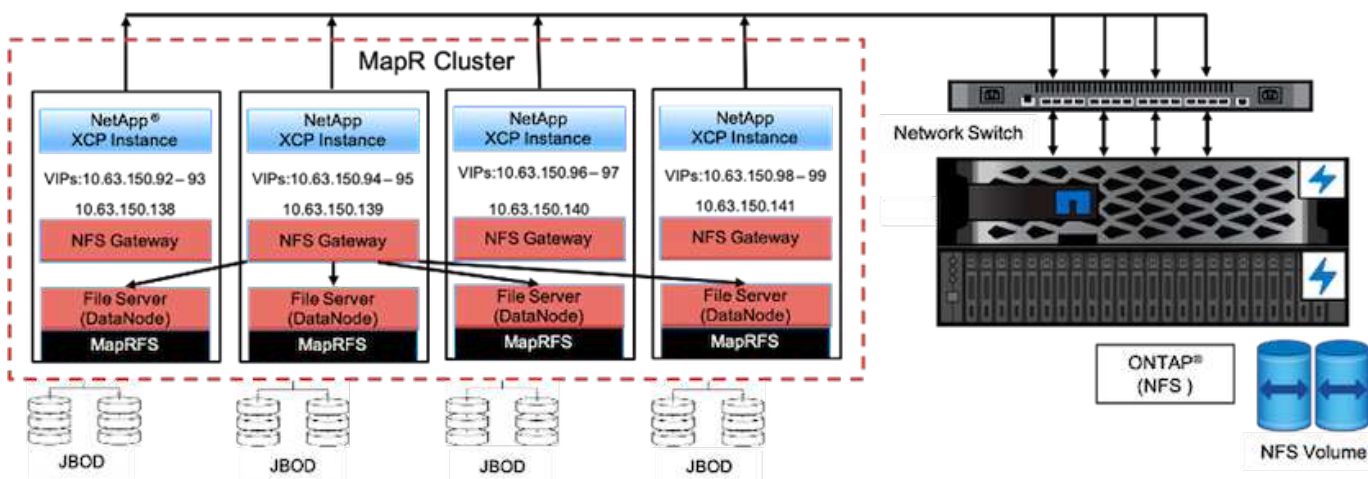 MapR Cluster
NetApp®
XCP Instance
VIPs:10.63.150.92–93
10.63.150.138
NFS Gateway
File Server
(DataNode)
MapRFS
JBOD
NetApp
XCP Instance
VIPs:10.63.150.94–95
10.63.150.139
NFS Gateway
File Server
(DataNode)
MapRFS
JBOD
NetApp
XCP Instance
VIPs:10.63.150.96–97
10.63.150.140
NFS Gateway
File Server
(DataNode)
MapRFS
JBOD
NetApp
XCP Instance
VIPs:10.63.150.98–99
10.63.150.141
NFS Gateway
File Server
(DataNode)
MapRFS
JBOD
Network Switch
ONTAP®
(NFS )
NFS Volume